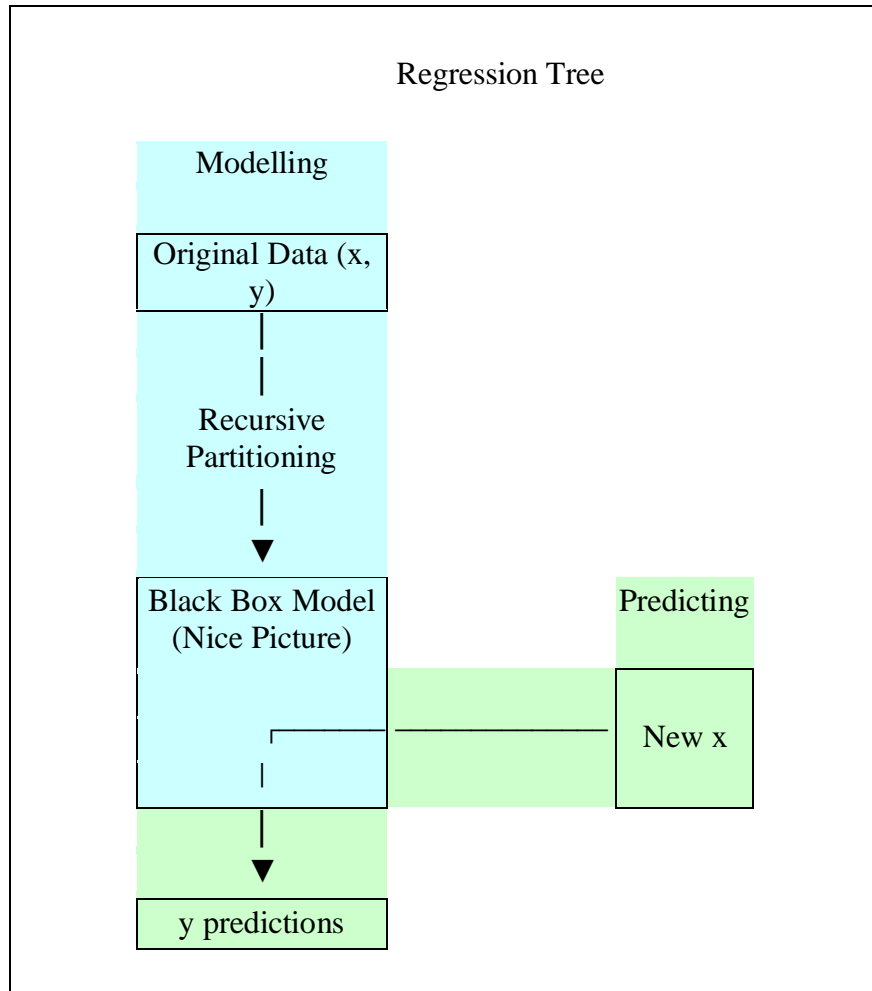 Regression Tree
Modelling
Original Data (x,
y)
Recursive
Partitioning
Black Box Model
(Nice Picture)
Predicting
New x
y predictions